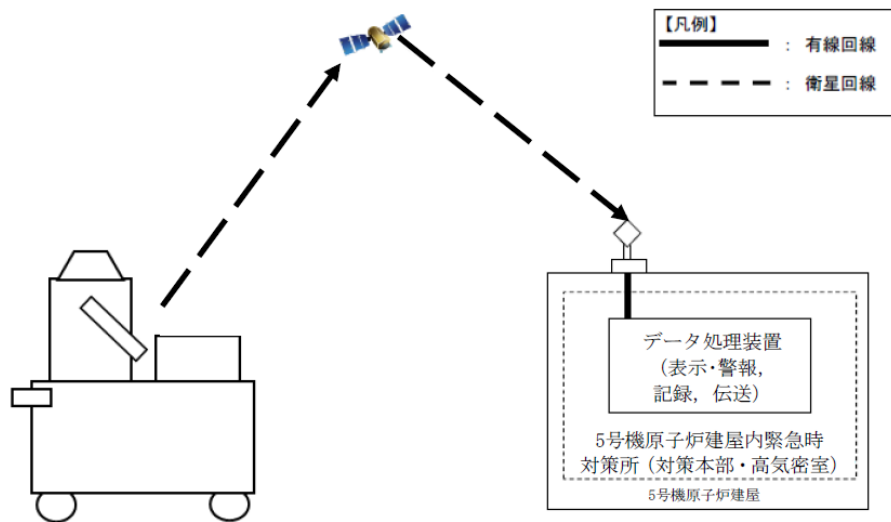 【凡例】
： 有線回線
： 衛星回線
データ処理装置
（表示・警報，
記録，伝送）
5号機原子炉建屋内緊急時
対策所（対策本部・高気密室）
5号機原子炉建屋